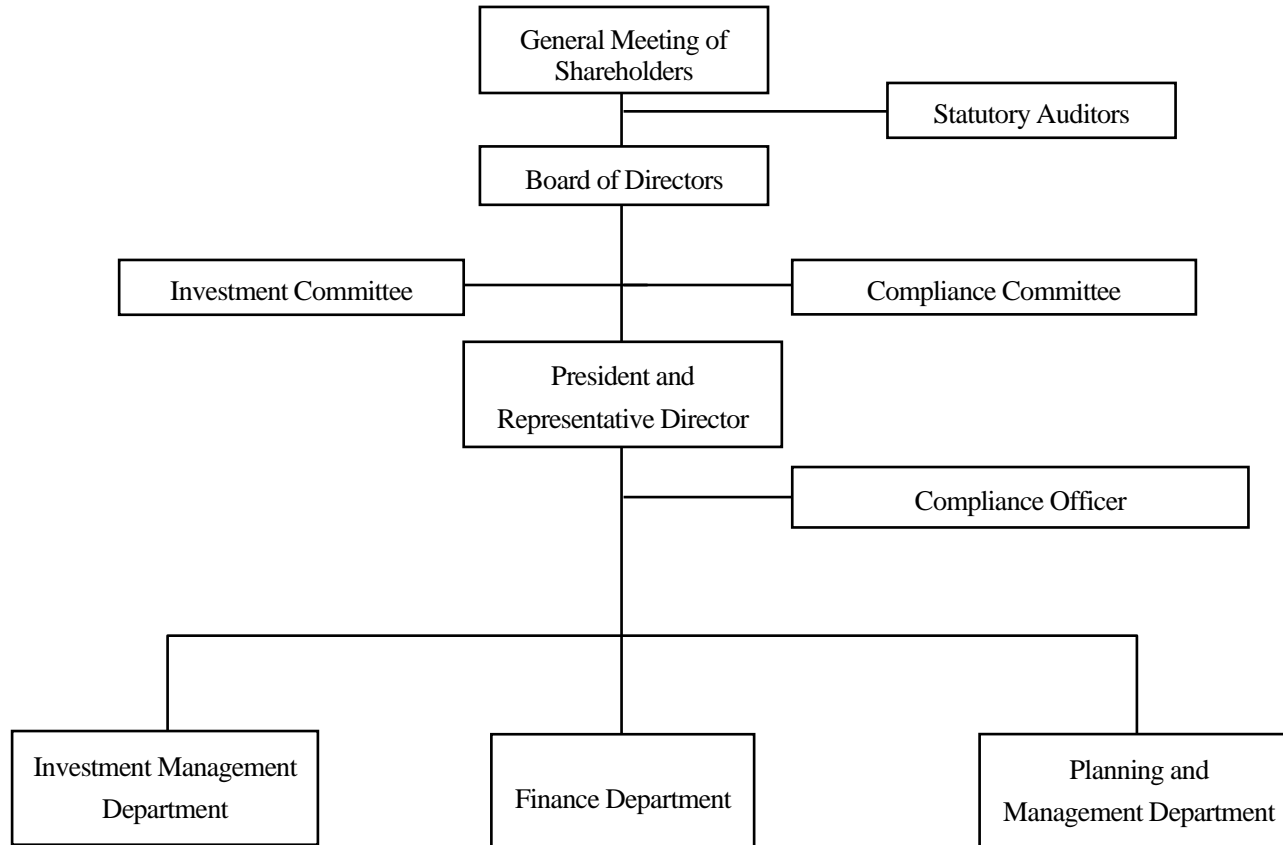 General Meeting of
Shareholders
Statutory Auditors
Board of Directors
Investment Committee
Compliance Committee
President and
Representative Director
Compliance Officer
Investment Management
Department
Finance Department
Planning and
Management Department